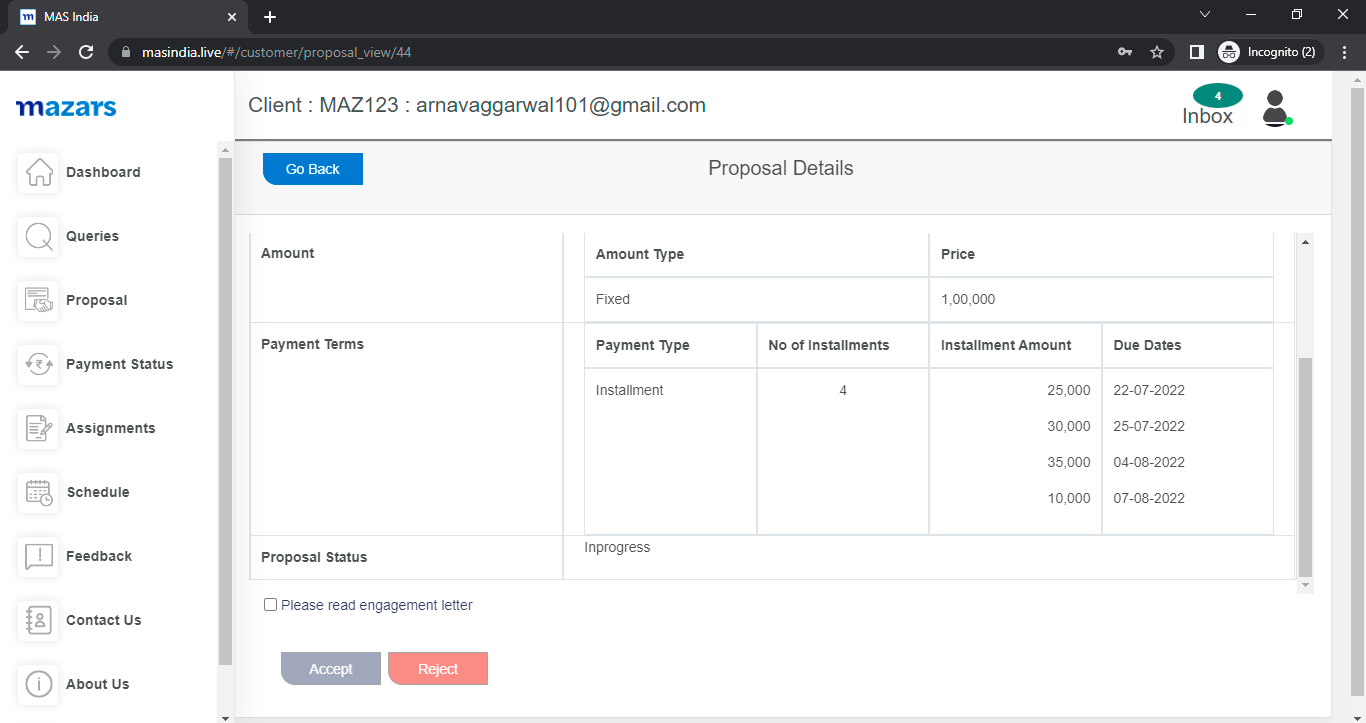 m MAS India
masindia.live/#/customer/proposal_view/44
Incognito (2)
mazars
Client : MAZ123 : arnavaggarwal101@gmail.com
4
Inbox
Dashboard
Queries
Proposal
Payment Status
Assignments
Schedule
Feedback
Contact Us
i About Us
Go Back
Proposal Details
Amount
Amount Type Price
Fixed 1,00,000
Payment Terms
Payment Type No of Installments Installment Amount Due Dates
Installment 4 25,000 22-07-2022
30,000 25-07-2022
35,000 04-08-2022
10,000 07-08-2022
Proposal Status Inprogress
Please read engagement letter
Accept Reject